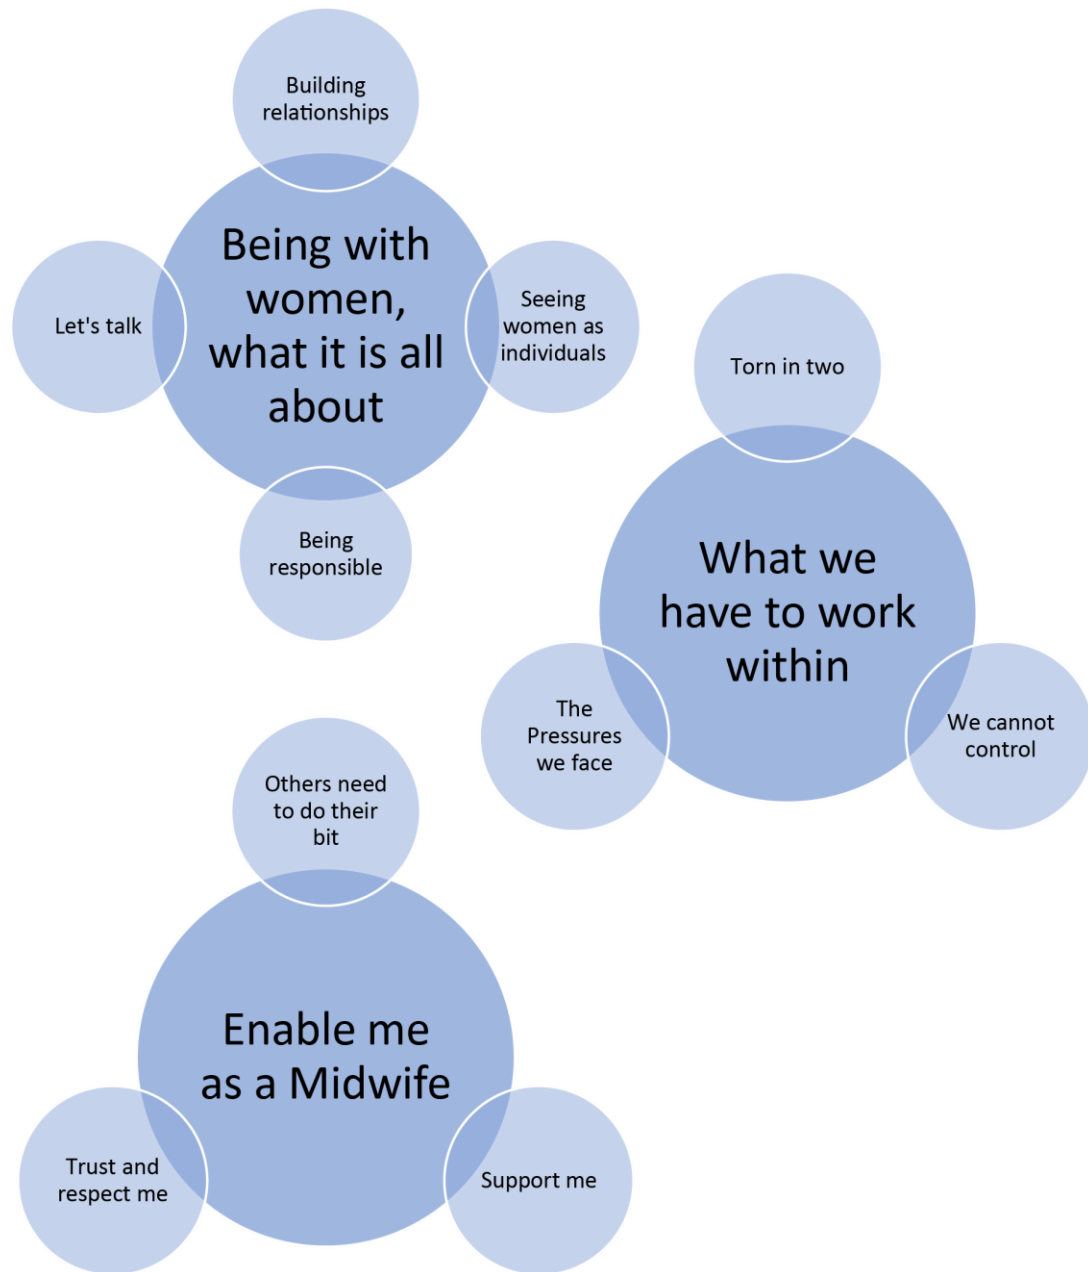 Building
relationships
Being with
women,
what it is all
about
Let's talk
Seeing
women as
individuals
Being
responsible
Torn in two
What we
have to work
within
The
Pressures
we face
We cannot
control
Others need
to do their
bit
Enable me
as a Midwife
Trust and
respect me
Support me